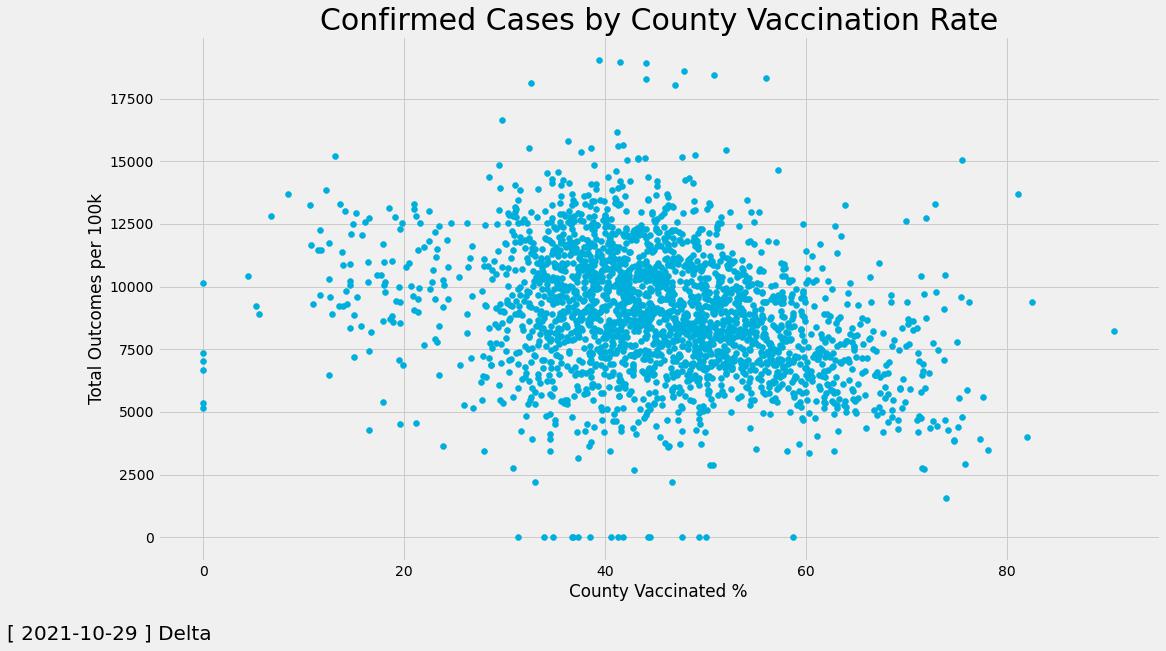 Confirmed Cases by County Vaccination Rate
Total Outcomes per 100k
17500
15000
12500
10000
7500
5000
2500
0
0 20 40 60 80
County Vaccinated %
[ 2021-10-29 ] Delta